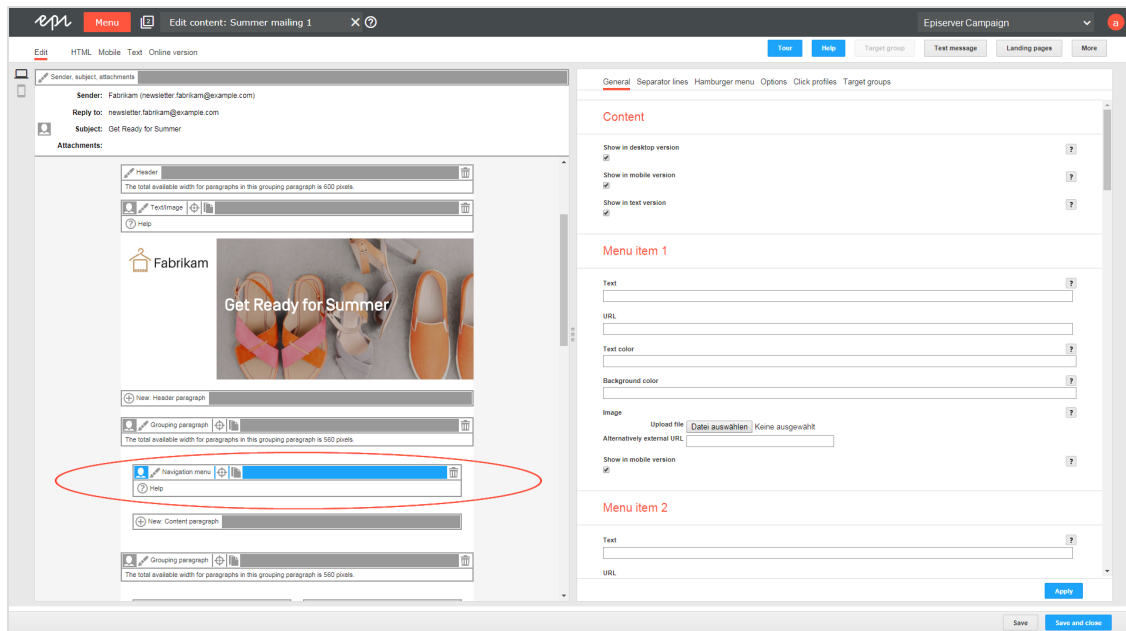 epi Menu 2 Edit content: Summer mailing 1 Episerver Campaign a
Edit HTML Mobile Text Online version Tour Help Target group Test message Landing pages More
Sender, subject, attachments
Sender: Fabrikam (newsletter.fabrikam@example.com)
Reply to: newsletter.fabrikam@example.com
Subject: Get Ready for Summer
Attachments:
Header
The total available width for paragraphs in this grouping paragraph is 600 pixels.
Text/Image
Help
Fabrikam
Get Ready for Summer
New: Header paragraph
Grouping paragraph
The total available width for paragraphs in this grouping paragraph is 560 pixels.
Navigation menu
Help
New: Content paragraph
Grouping paragraph
The total available width for paragraphs in this grouping paragraph is 560 pixels.
General Separator lines Hamburger menu Options Click profiles Target groups
Content
Show in desktop version ?
Show in mobile version ?
Show in text version ?
Menu item 1
Text ?
URL
Text color ?
Background color ?
Image ?
Upload file Datei auswählen Keine ausgewählt
Alternatively external URL
Show in mobile version ?
Menu item 2
Text ?
URL
Apply
Save Save and close